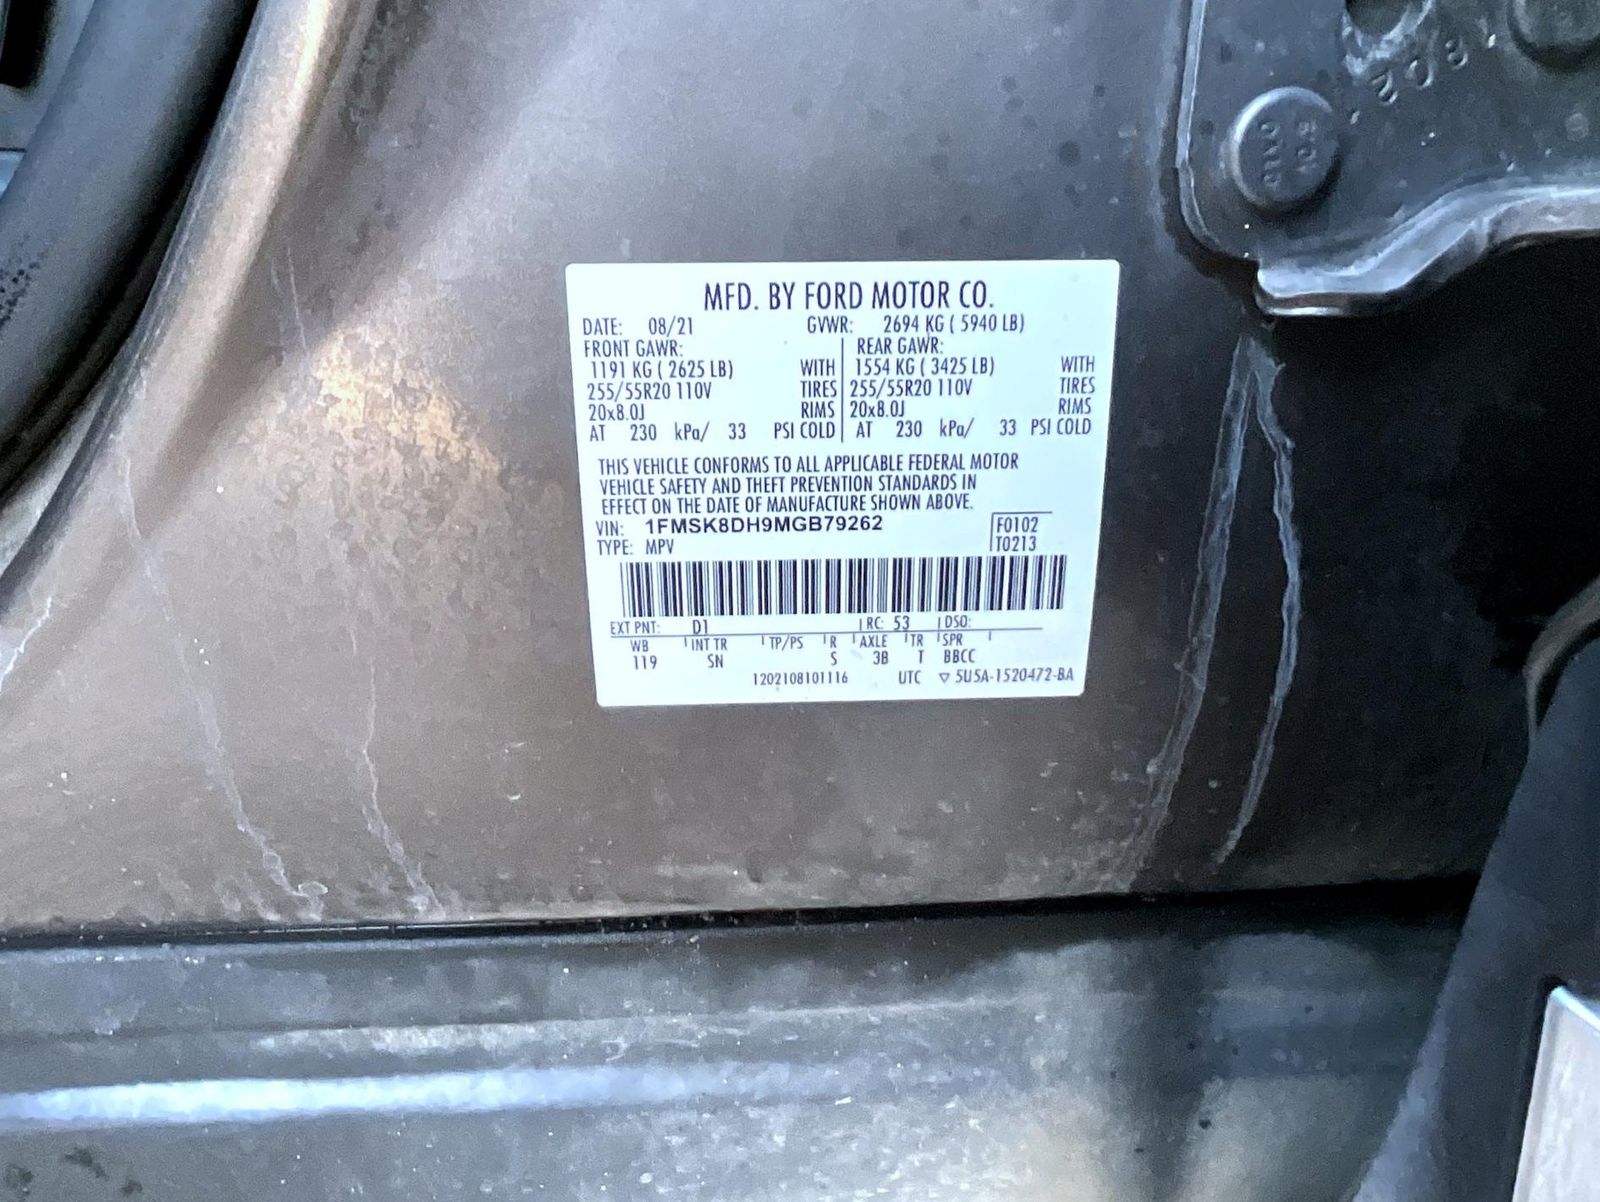 MFD. BY FORD MOTOR CO.
DATE: 08/21 GVWR: 2694 KG ( 5940 LB)
FRONT GAWR: REAR GAWR:
1191 KG ( 2625 LB) WITH 1554 KG ( 3425 LB) WITH
255/55R20 110V TIRES 255/55R20 110V TIRES
20x8.0J RIMS 20x8.0J RIMS
AT 230 kPa/ 33 PSI COLD AT 230 kPa/ 33 PSI COLD
THIS VEHICLE CONFORMS TO ALL APPLICABLE FEDERAL MOTOR
VEHICLE SAFETY AND THEFT PREVENTION STANDARDS IN
EFFECT ON THE DATE OF MANUFACTURE SHOWN ABOVE.
VIN: 1FMSK8DH9MGB79262 F0102
TYPE: MPV T0213
EXT PNT: D1 RC: 53 DSO:
WB INT TR TP/PS R AXLE TR SPR
119 SN S 3B T BBCC
1202108101116 UTC ▽ 5U5A-1520472-BA